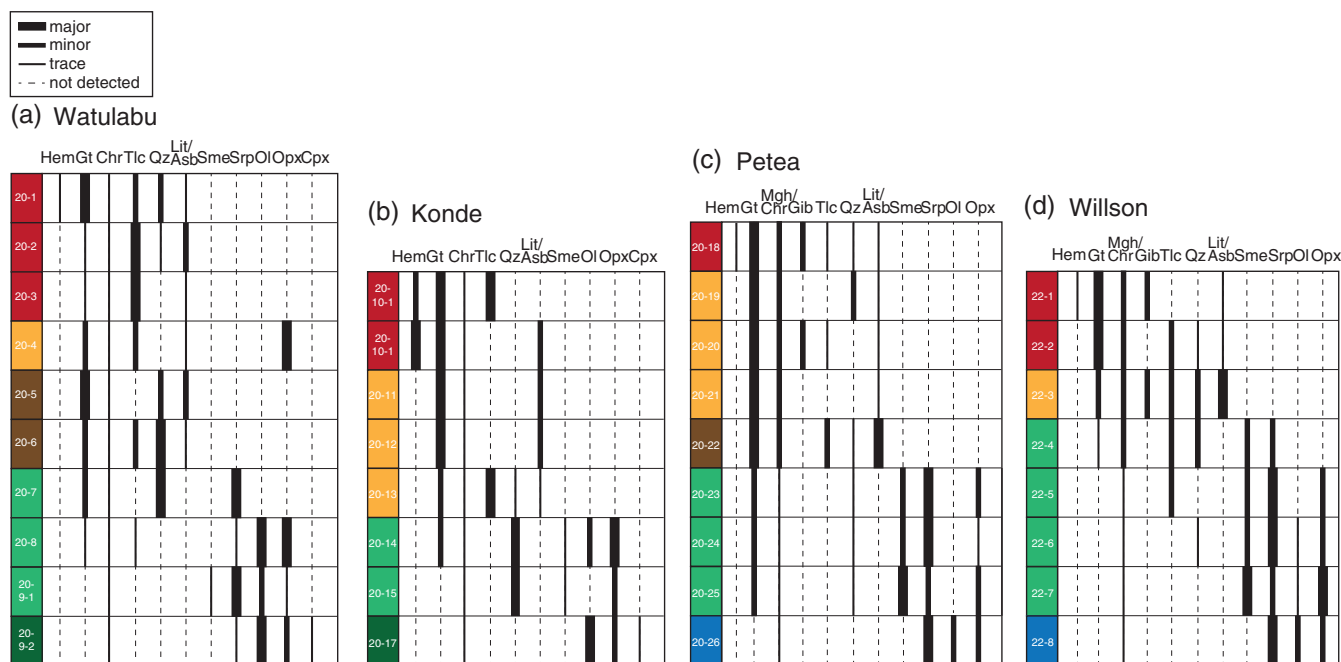 major
minor
trace
not detected
(a) Watulabu
Hem Gt Chr Tlc Qz Lit/Asb Sme Srp Ol Opx Cpx
20-1
20-2
20-3
20-4
20-5
20-6
20-7
20-8
20-9-1
20-9-2
(b) Konde
Hem Gt Chr Tlc Qz Lit/Asb Sme Ol Opx Cpx
20-10-1
20-10-1
20-11
20-12
20-13
20-14
20-15
20-17
(c) Petea
Hem Gt Mgh/Chr Gib Tlc Qz Lit/Asb Sme Srp Ol Opx
20-18
20-19
20-20
20-21
20-22
20-23
20-24
20-25
20-26
(d) Willson
Hem Gt Mgh/Chr Gib Tlc Qz Lit/Asb Sme Srp Ol Opx
22-1
22-2
22-3
22-4
22-5
22-6
22-7
22-8